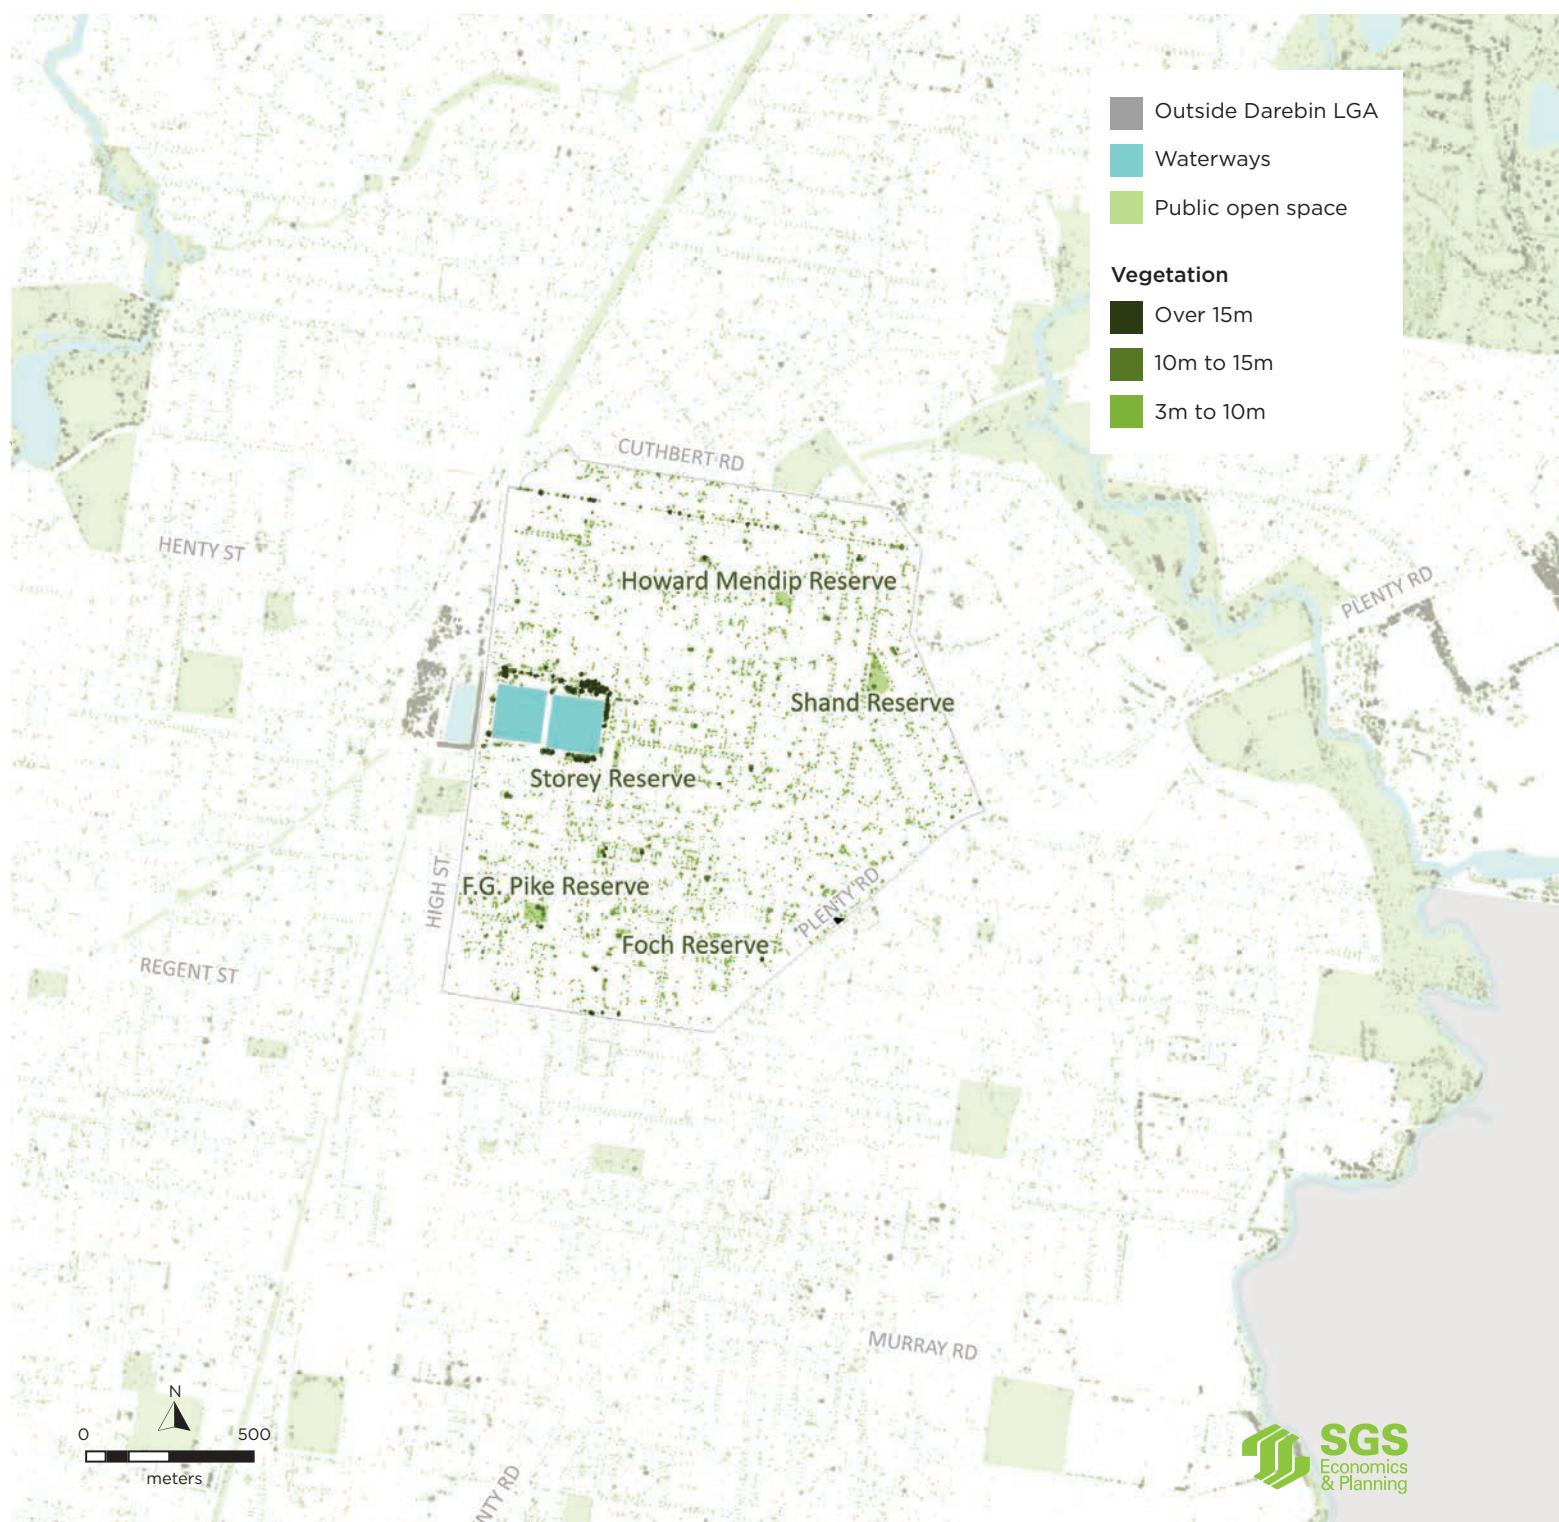 Outside Darebin LGA
Waterways
Public open space
Vegetation
Over 15m
10m to 15m
3m to 10m
CUTHBERT RD
HENTY ST
Howard Mendip Reserve
PLENTY RD
Shand Reserve
Storey Reserve
HIGH ST
F.G. Pike Reserve
PLENTY RD
Foch Reserve
REGENT ST
MURRAY RD
N
0 500
meters
NTY RD
SGS
Economics
& Planning